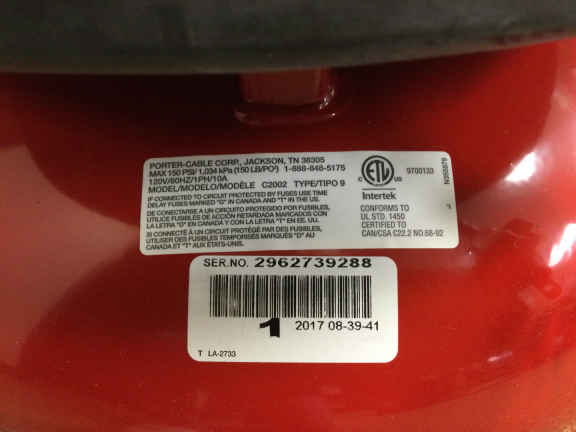 PORTER-CABLE CORP., JACKSON, TN 38305
MAX 150 PSI/ 1,034 kPa (150 LB/PO²) 1-888-848-5175
120V/60HZ/1PH/10A
MODEL/MODELO/MODÈLE C2002 TYPE/TIPO 9
IF CONNECTED TO CIRCUIT PROTECTED BY FUSES USE TIME
DELAY FUSES MARKED "D" IN CANADA AND "T" IN THE US.
DE CONECTARSE A UN CIRCUITO PROTEGIDO POR FUSIBLES,
UTILICE FUSIBLES DE ACCIÓN RETARDADA MARCADOS CON
LA LETRA "D" EN CANADA Y CON LA LETRA "T" EN EE.UU.
SI CONNECTÉ À UN CIRCUIT PROTÉGÉ PAR DES FUSIBLES,
UTILISER DES FUSIBLES TEMPORISÉS MARQUÉS "D" AU
CANADA ET "T" AUX ÉTATS-UNIS.
ETL
Intertek
9700133
CONFORMS TO
UL STD. 1450
CERTIFIED TO
CAN/CSA C22.2 NO.68-92
SER.NO. 2962739288
1 2017 08-39-41
T LA-2733